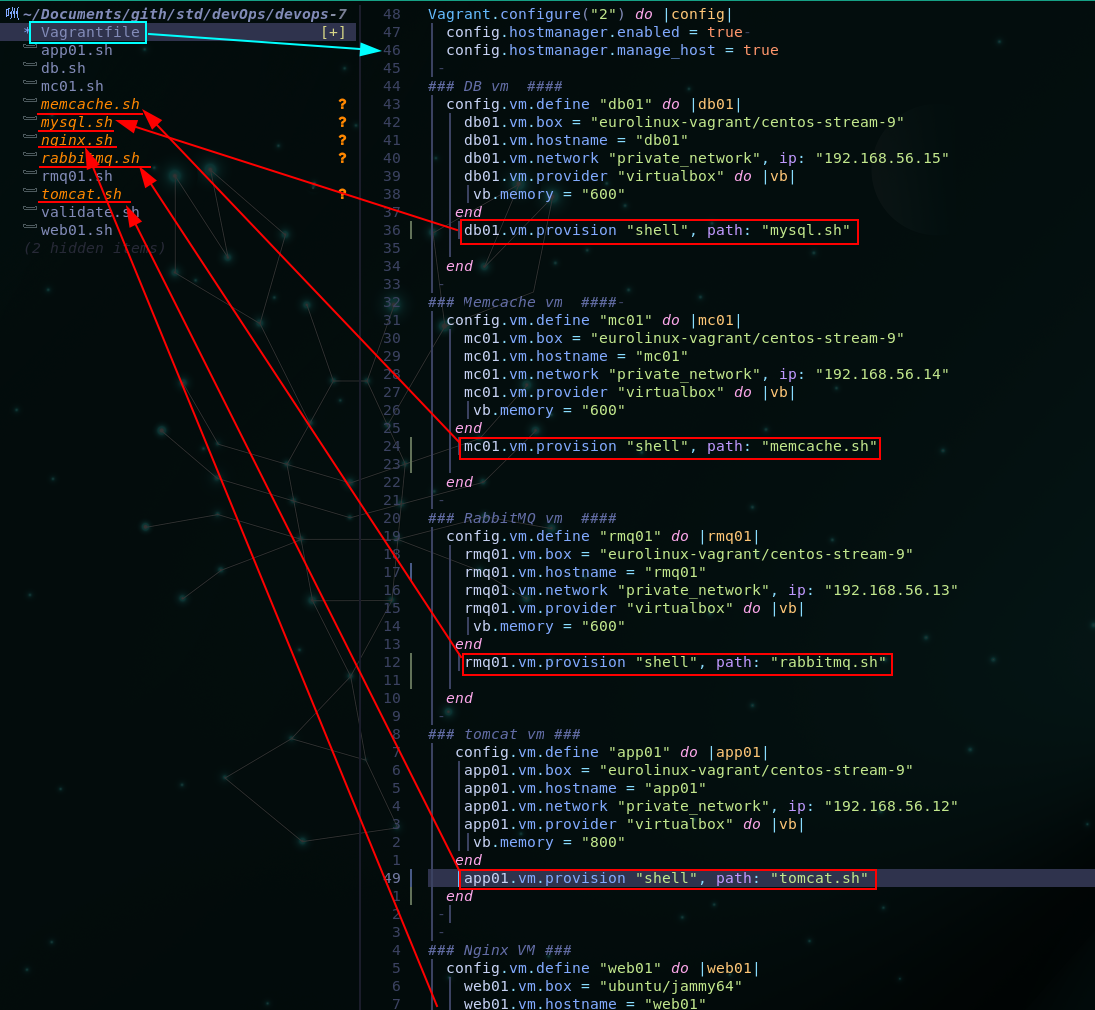 ~/Documents/gith/std/devOps/devops-7
* Vagrantfile [+]
app01.sh
db.sh
mc01.sh
memcache.sh ?
mysql.sh ?
nginx.sh ?
rabbitmq.sh ?
rmq01.sh
tomcat.sh ?
validate.sh
web01.sh
(2 hidden items)
48 Vagrant.configure("2") do |config|
47 config.hostmanager.enabled = true-
46 config.hostmanager.manage_host = true
45 -
44 ### DB vm  ####
43 config.vm.define "db01" do |db01|
42 db01.vm.box = "eurolinux-vagrant/centos-stream-9"
41 db01.vm.hostname = "db01"
40 db01.vm.network "private_network", ip: "192.168.56.15"
39 db01.vm.provider "virtualbox" do |vb|
38 vb.memory = "600"
37 end
36 db01.vm.provision "shell", path: "mysql.sh"
35
34 end
33 -
32 ### Memcache vm  ####-
31 config.vm.define "mc01" do |mc01|
30 mc01.vm.box = "eurolinux-vagrant/centos-stream-9"
29 mc01.vm.hostname = "mc01"
28 mc01.vm.network "private_network", ip: "192.168.56.14"
27 mc01.vm.provider "virtualbox" do |vb|
26 vb.memory = "600"
25 end
24 mc01.vm.provision "shell", path: "memcache.sh"
23
22 end
21 -
20 ### RabbitMQ vm  ####
19 config.vm.define "rmq01" do |rmq01|
18 rmq01.vm.box = "eurolinux-vagrant/centos-stream-9"
17 rmq01.vm.hostname = "rmq01"
16 rmq01.vm.network "private_network", ip: "192.168.56.13"
15 rmq01.vm.provider "virtualbox" do |vb|
14 vb.memory = "600"
13 end
12 rmq01.vm.provision "shell", path: "rabbitmq.sh"
11
10 end
9 -
8 ### tomcat vm ###
7 config.vm.define "app01" do |app01|
6 app01.vm.box = "eurolinux-vagrant/centos-stream-9"
5 app01.vm.hostname = "app01"
4 app01.vm.network "private_network", ip: "192.168.56.12"
3 app01.vm.provider "virtualbox" do |vb|
2 vb.memory = "800"
1 end
49 app01.vm.provision "shell", path: "tomcat.sh"
1 end
2 -
3 -
4 ### Nginx VM ###
5 config.vm.define "web01" do |web01|
6 web01.vm.box = "ubuntu/jammy64"
7 web01.vm.hostname = "web01"